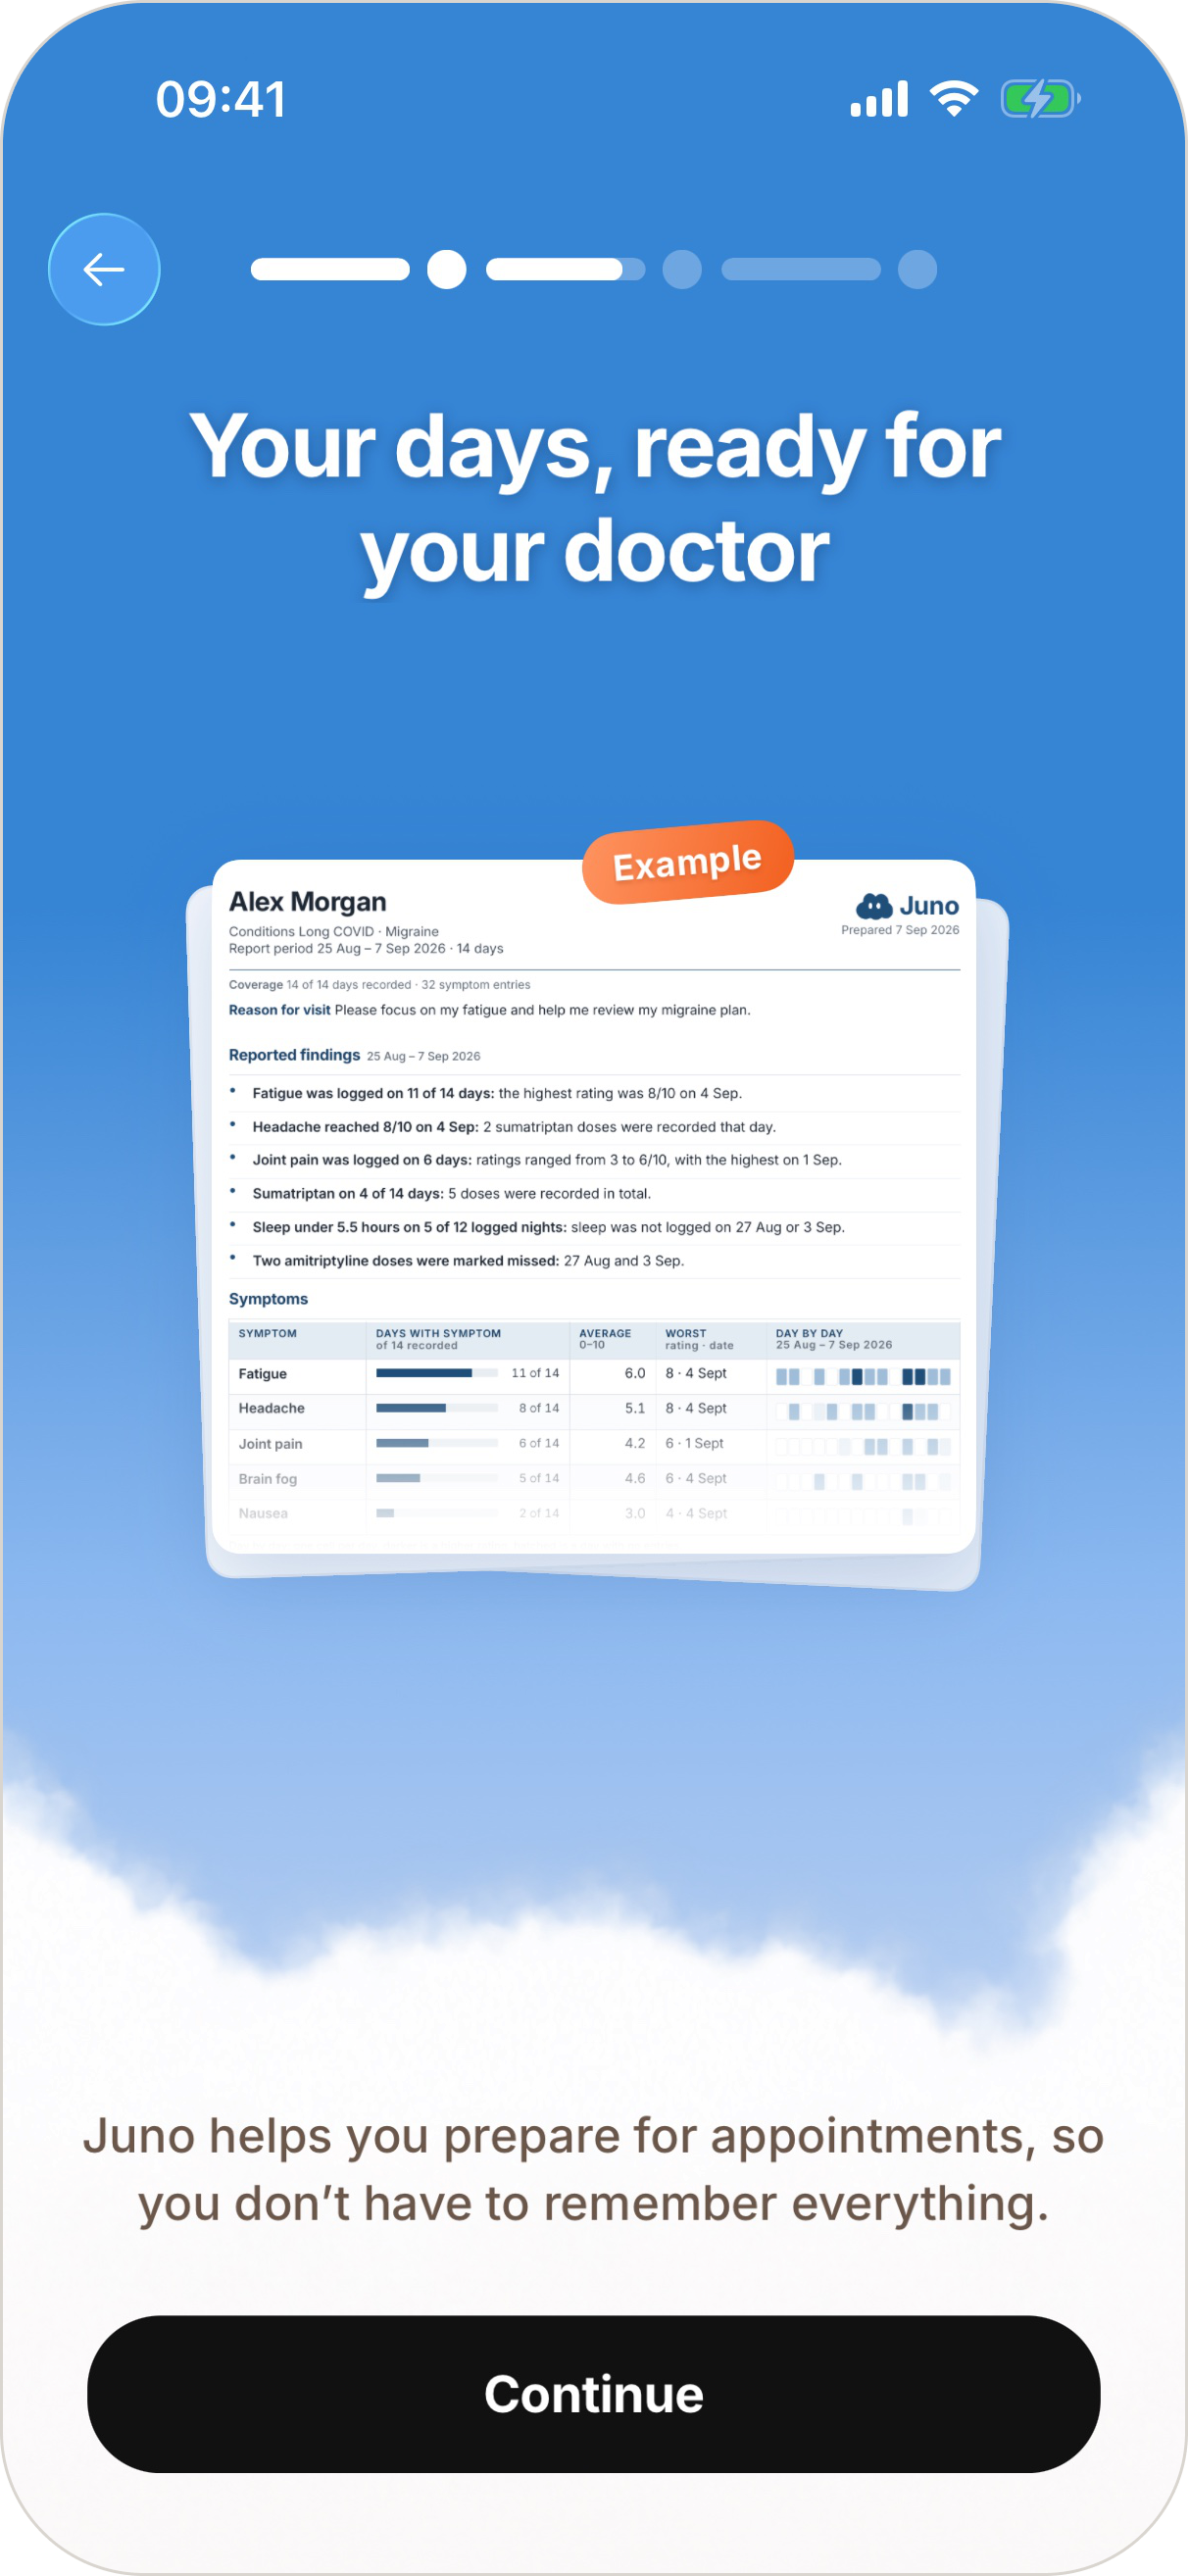 09:41
Your days, ready for
your doctor
Example
Alex Morgan
Juno
Conditions Long COVID · Migraine
Prepared 7 Sep 2026
Report period 25 Aug – 7 Sep 2026 · 14 days
Coverage 14 of 14 days recorded · 32 symptom entries
Reason for visit Please focus on my fatigue and help me review my migraine plan.
Reported findings 25 Aug – 7 Sep 2026
• Fatigue was logged on 11 of 14 days: the highest rating was 8/10 on 4 Sep.
• Headache reached 8/10 on 4 Sep: 2 sumatriptan doses were recorded that day.
• Joint pain was logged on 6 days: ratings ranged from 3 to 6/10, with the highest on 1 Sep.
• Sumatriptan on 4 of 14 days: 5 doses were recorded in total.
• Sleep under 5.5 hours on 5 of 12 logged nights: sleep was not logged on 27 Aug or 3 Sep.
• Two amitriptyline doses were marked missed: 27 Aug and 3 Sep.
Symptoms
SYMPTOM DAYS WITH SYMPTOM AVERAGE WORST DAY BY DAY
of 14 recorded 0–10 rating · date 25 Aug – 7 Sep 2026
Fatigue 11 of 14 6.0 8 · 4 Sept
Headache 8 of 14 5.1 8 · 4 Sept
Joint pain 6 of 14 4.2 6 · 1 Sept
Brain fog 5 of 14 4.6 6 · 4 Sept
Nausea 2 of 14 3.0 4 · 4 Sept
Juno helps you prepare for appointments, so
you don’t have to remember everything.
Continue